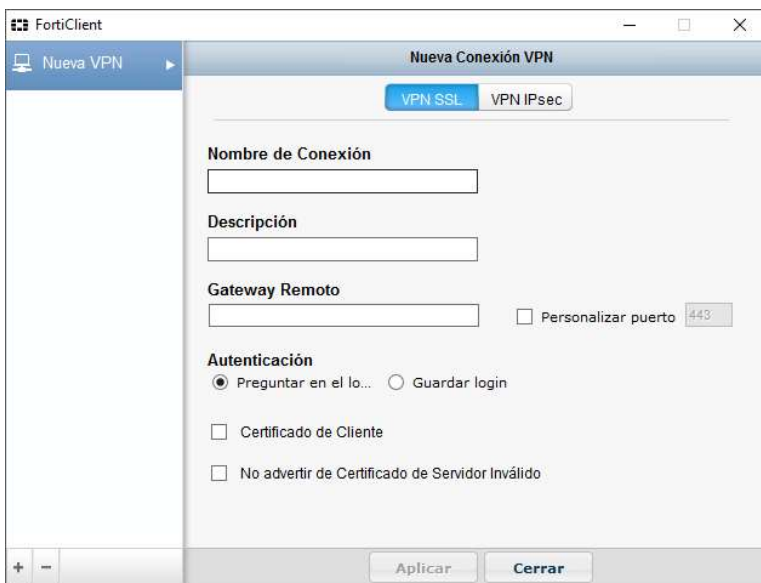 FortiClient
Nueva VPN
Nueva Conexión VPN
VPN SSL VPN IPsec
Nombre de Conexión
Descripción
Gateway Remoto
Personalizar puerto 443
Autenticación
Preguntar en el lo... Guardar login
Certificado de Cliente
No advertir de Certificado de Servidor Inválido
+ - Aplicar Cerrar